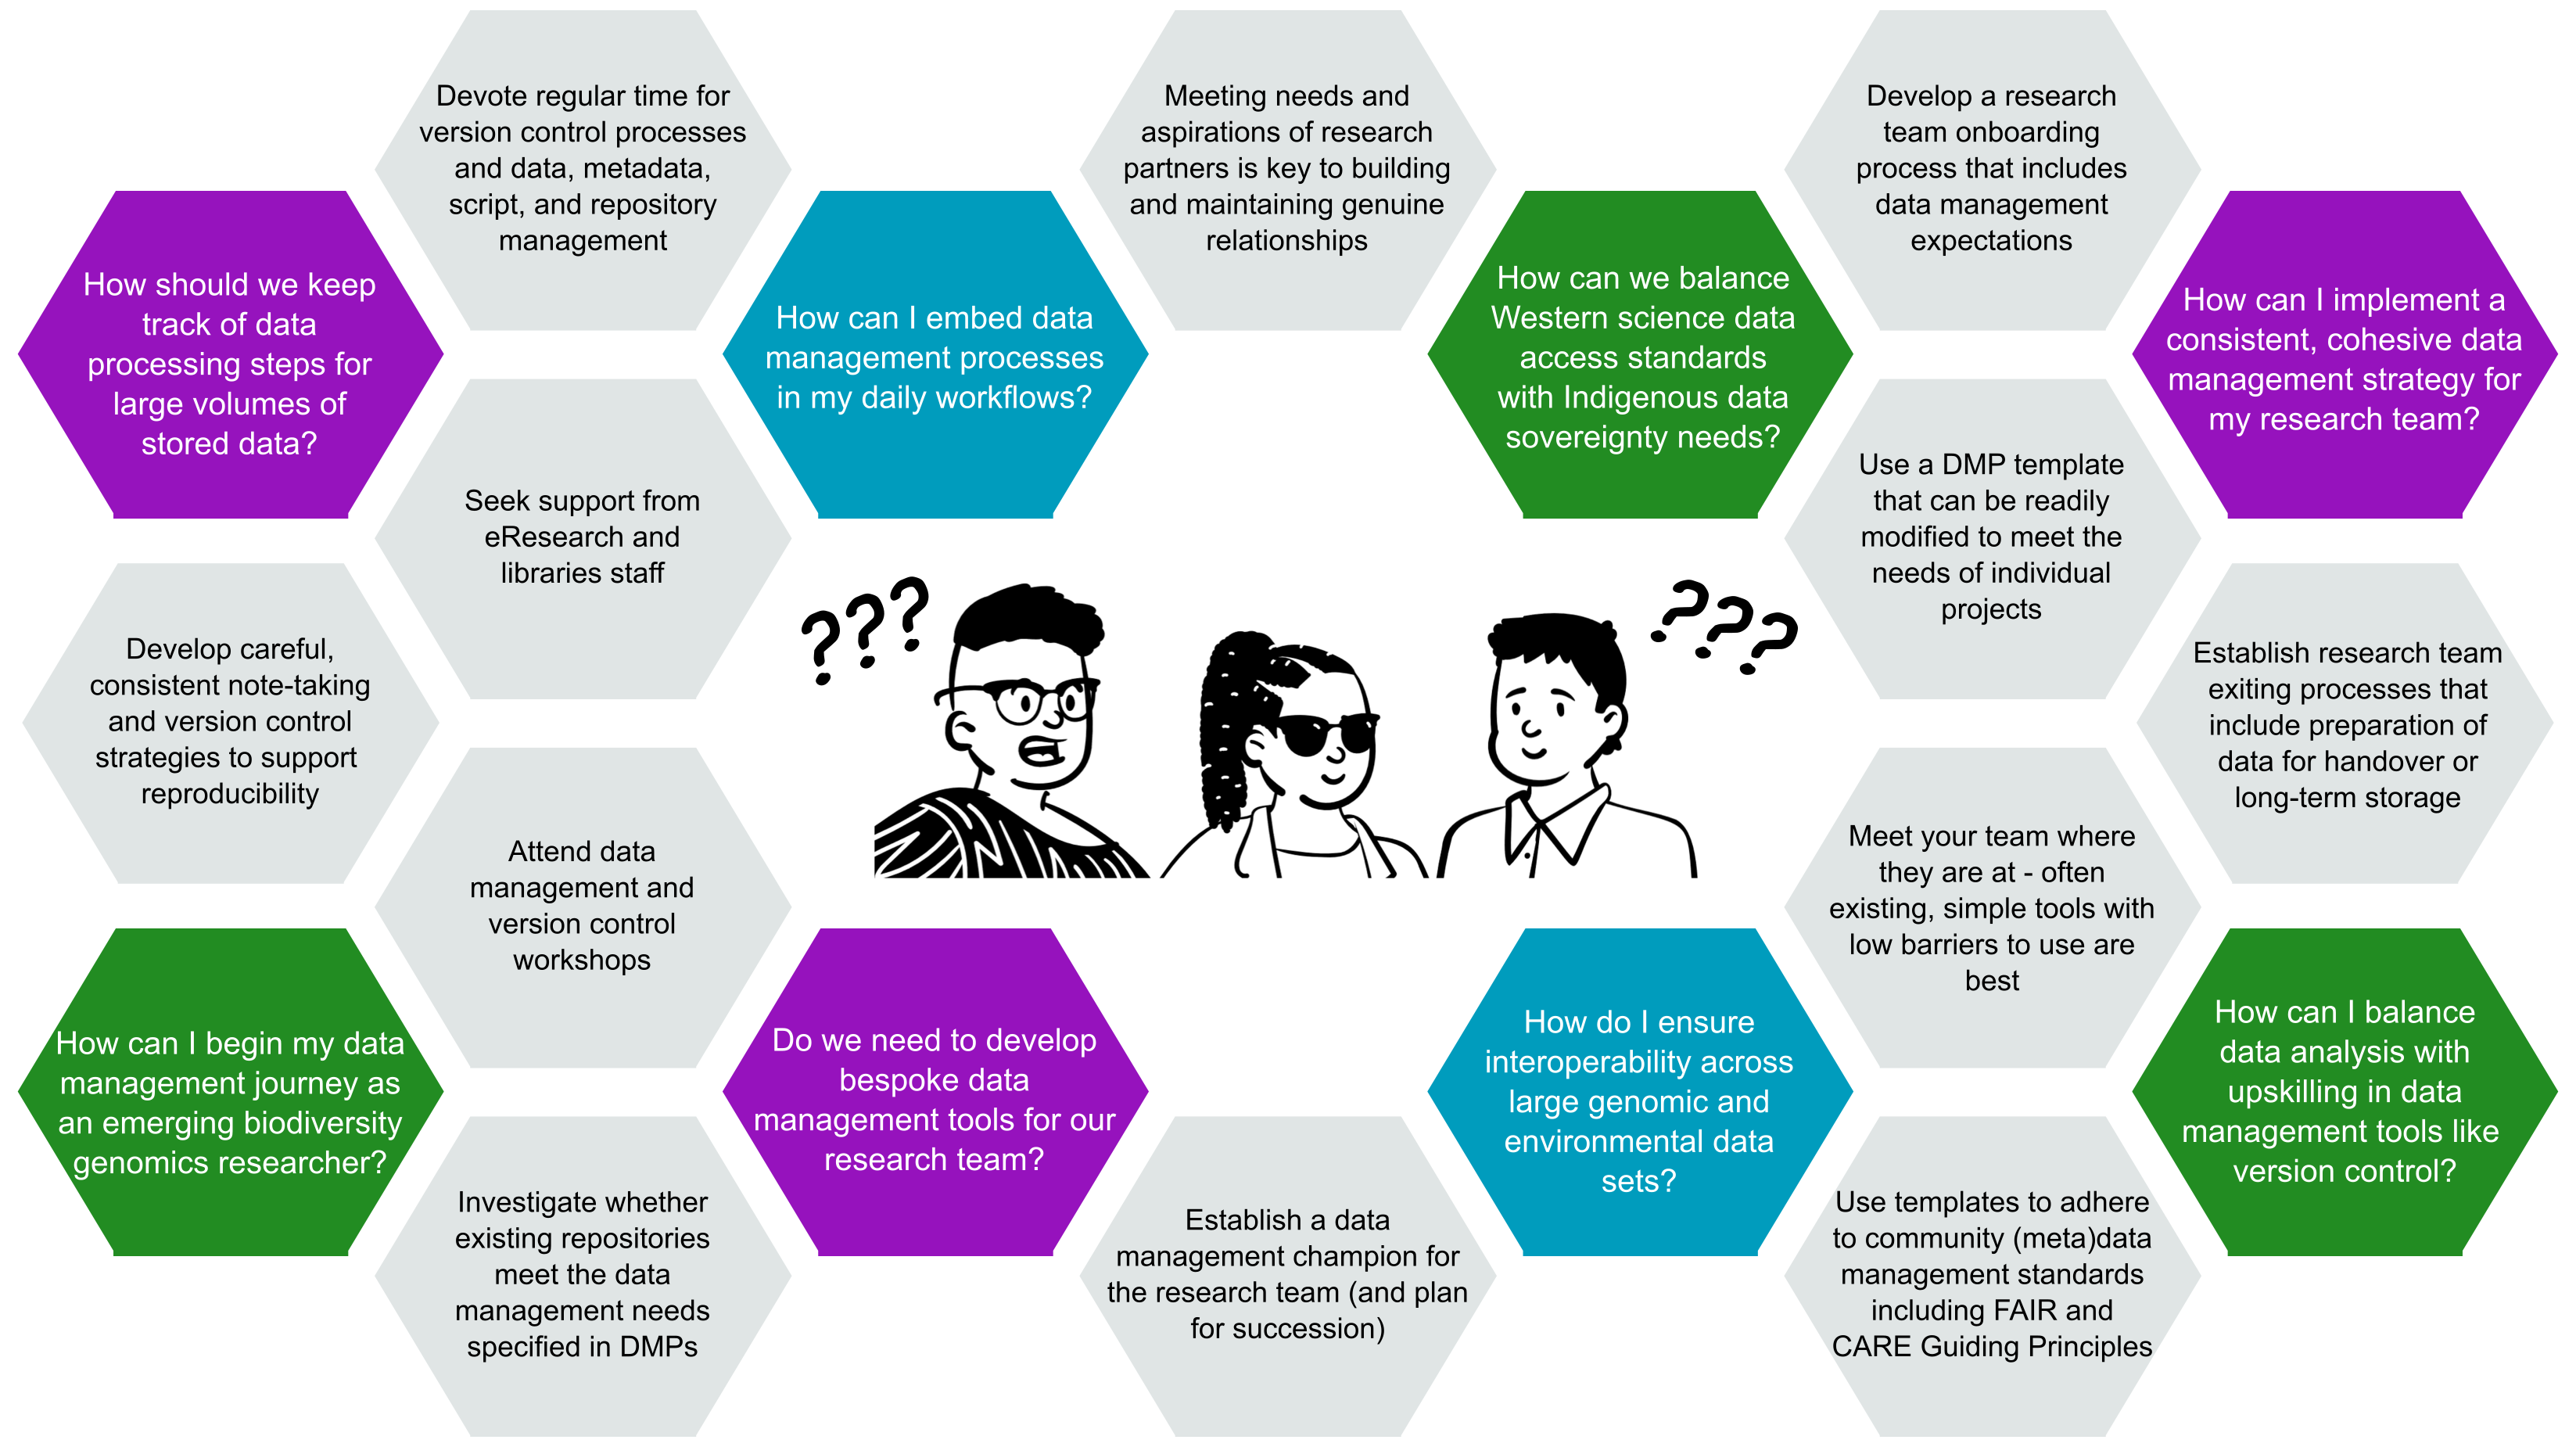 Devote regular time for
version control processes
and data, metadata,
script, and repository
management
Meeting needs and
aspirations of research
partners is key to building
and maintaining genuine
relationships
Develop a research
team onboarding
process that includes
data management
expectations
How should we keep
track of data
processing steps for
large volumes of
stored data?
How can I embed data
management processes
in my daily workflows?
How can we balance
Western science data
access standards
with Indigenous data
sovereignty needs?
How can I implement a
consistent, cohesive data
management strategy for
my research team?
Seek support from
eResearch and
libraries staff
Use a DMP template
that can be readily
modified to meet the
needs of individual
projects
???
???
Develop careful,
consistent note-taking
and version control
strategies to support
reproducibility
Establish research team
exiting processes that
include preparation of
data for handover or
long-term storage
Attend data
management and
version control
workshops
Meet your team where
they are at - often
existing, simple tools with
low barriers to use are
best
How can I begin my data
management journey as
an emerging biodiversity
genomics researcher?
Do we need to develop
bespoke data
management tools for our
research team?
How do I ensure
interoperability across
large genomic and
environmental data
sets?
How can I balance
data analysis with
upskilling in data
management tools like
version control?
Investigate whether
existing repositories
meet the data
management needs
specified in DMPs
Establish a data
management champion for
the research team (and plan
for succession)
Use templates to adhere
to community (meta)data
management standards
including FAIR and
CARE Guiding Principles